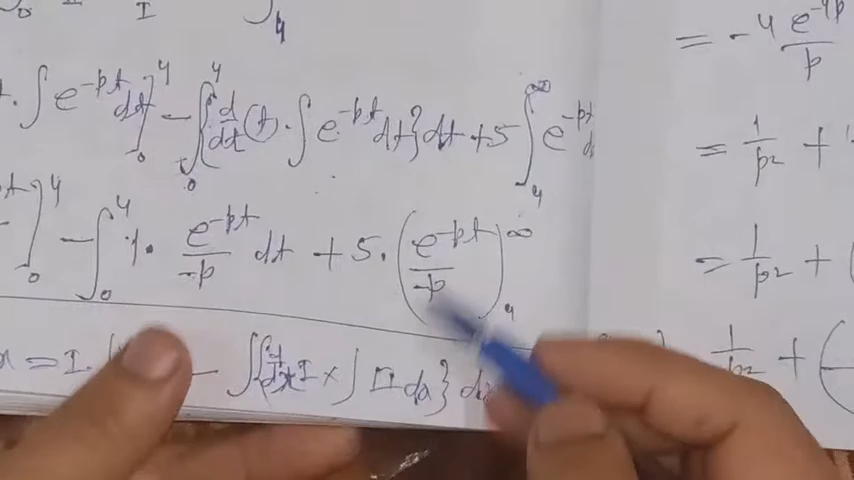 t · ∫ e^{-pt} dt]_0^4 - ∫_0^4 { d/dt (t) · ∫ e^{-pt} dt } dt + 5 ∫_4^∞ e^{-pt} d
]_0^4 - ∫_0^4 1 · e^{-pt}/-p dt + 5 · (e^{-pt}/-p)_4^∞
= I · - ∫{ d/dx I × ∫ II dx }
= -4 e^{-4p}/p
= 1/p² +
= 1/p² + (
1/p² + (